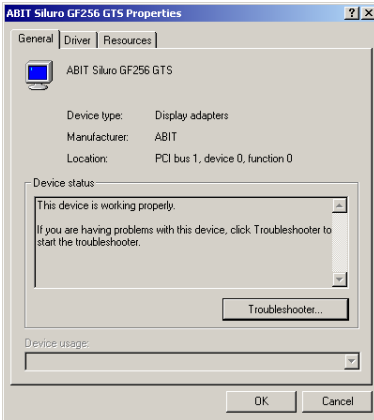 ABIT Siluro GF256 GTS Properties
General Driver Resources
ABIT Siluro GF256 GTS
Device type: Display adapters
Manufacturer: ABIT
Location: PCI bus 1, device 0, function 0
Device status
This device is working properly.
If you are having problems with this device, click Troubleshooter to
start the troubleshooter.
Troubleshooter...
Device usage:
OK Cancel